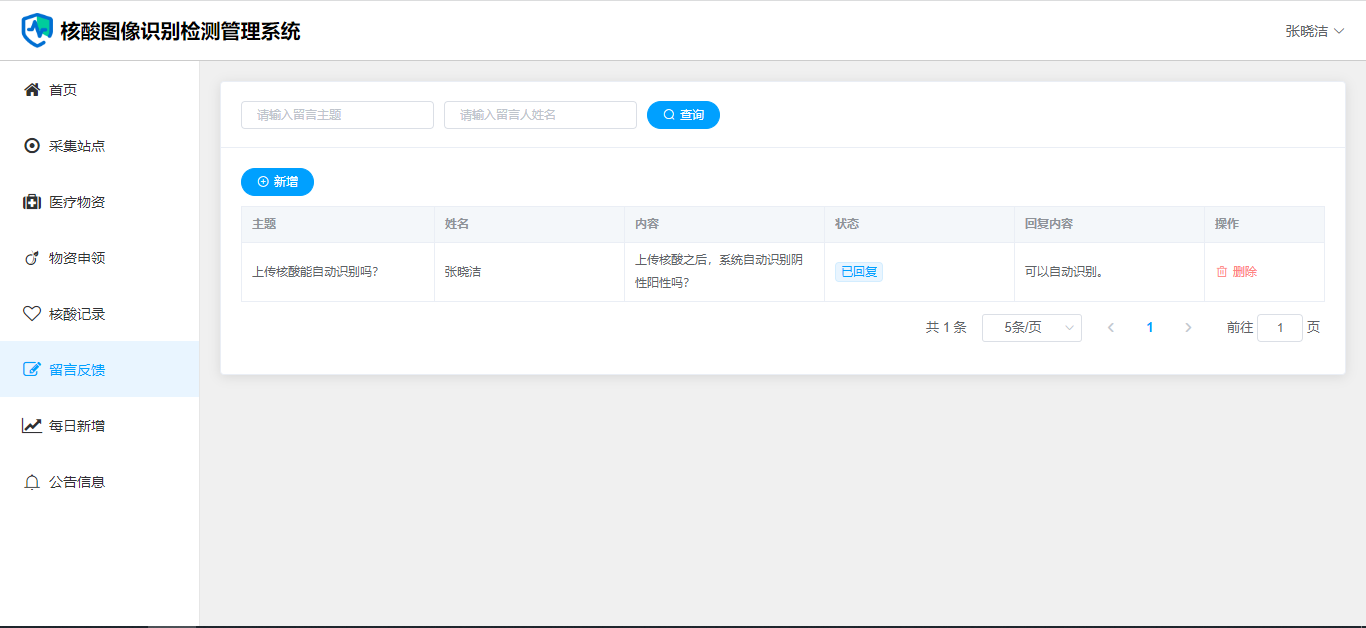 核酸图像识别检测管理系统
张晓洁
首页
采集站点
医疗物资
物资申领
核酸记录
留言反馈
每日新增
公告信息
请输入留言主题
请输入留言人姓名
查询
新增
主题
姓名
内容
状态
回复内容
操作
上传核酸能自动识别吗?
张晓洁
上传核酸之后，系统自动识别阴
性阳性吗?
已回复
可以自动识别。
删除
共 1 条
5条/页
1
前往 1 页